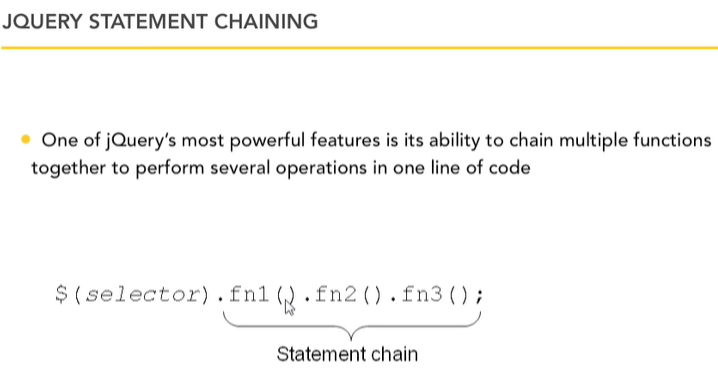 JQUERY STATEMENT CHAINING
• One of jQuery's most powerful features is its ability to chain multiple functions
together to perform several operations in one line of code
$(selector).fn1().fn2().fn3();
Statement chain